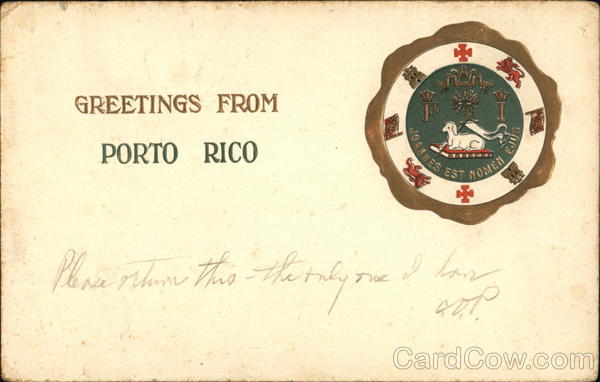 GREETINGS FROM
PORTO RICO
F I
JOANNES EST NOMEN EJUS
Please return this - the only one I have
D.P.
CardCow.com